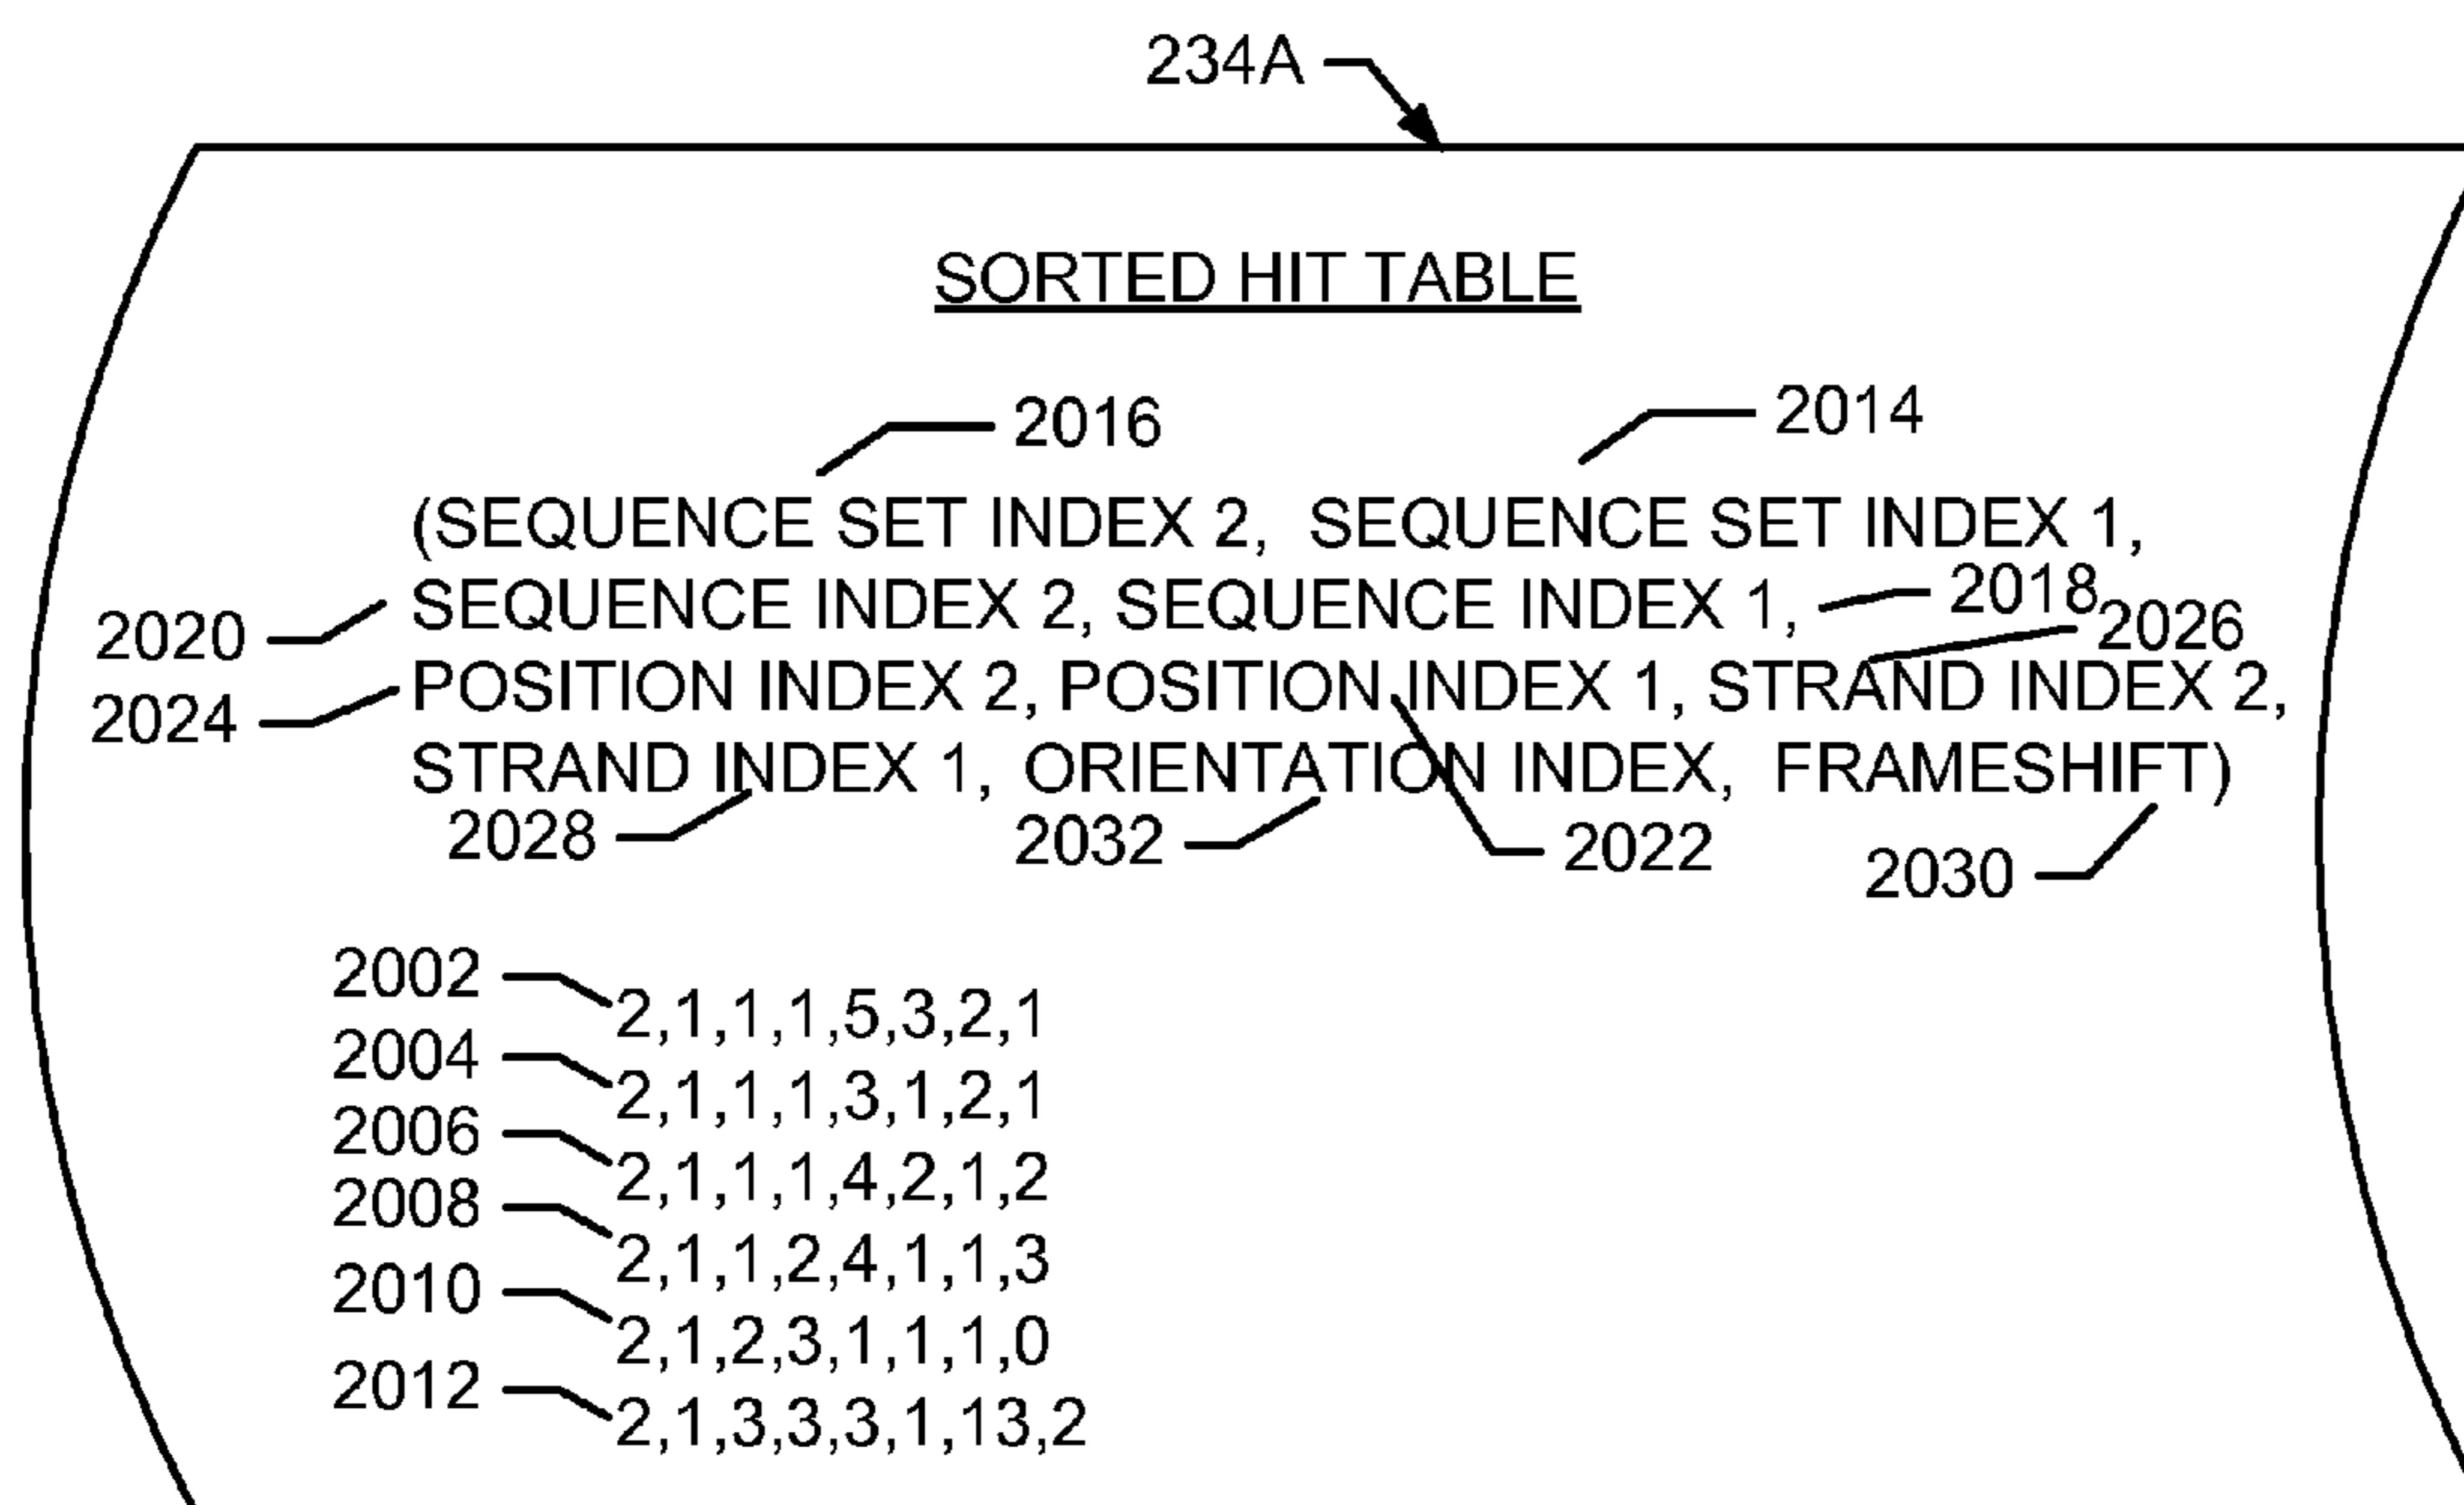 234A
SORTED HIT TABLE
2016 2014
(SEQUENCE SET INDEX 2, SEQUENCE SET INDEX 1,
2020 SEQUENCE INDEX 2, SEQUENCE INDEX 1, 2018 2026
2024 POSITION INDEX 2, POSITION INDEX 1, STRAND INDEX 2,
STRAND INDEX 1, ORIENTATION INDEX, FRAMESHIFT)
2028 2032 2022 2030
2002 2,1,1,1,5,3,2,1
2004 2,1,1,1,3,1,2,1
2006 2,1,1,1,4,2,1,2
2008 2,1,1,2,4,1,1,3
2010 2,1,2,3,1,1,1,0
2012 2,1,3,3,3,1,13,2